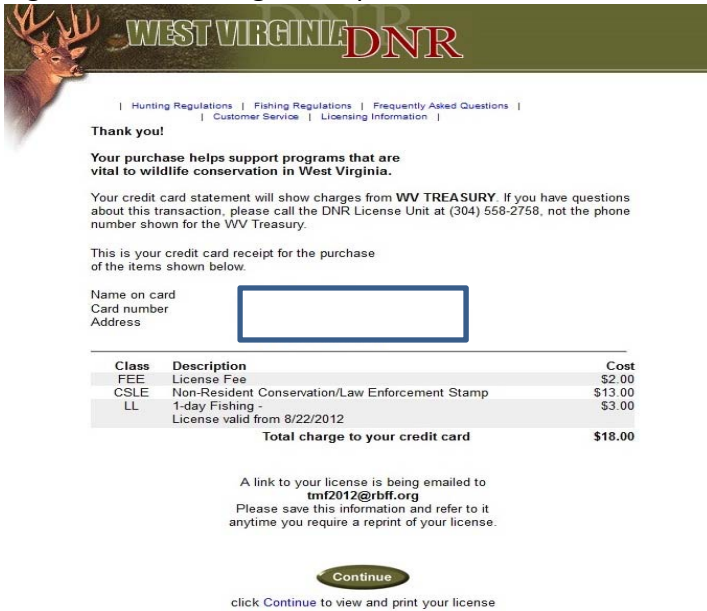 WEST VIRGINIA DNR
| Hunting Regulations | Fishing Regulations | Frequently Asked Questions |
| Customer Service | Licensing Information |
Thank you!
Your purchase helps support programs that are
vital to wildlife conservation in West Virginia.
Your credit card statement will show charges from WV TREASURY. If you have questions
about this transaction, please call the DNR License Unit at (304) 558-2758, not the phone
number shown for the WV Treasury.
This is your credit card receipt for the purchase
of the items shown below.
Name on card
Card number
Address
Class Description Cost
FEE License Fee $2.00
CSLE Non-Resident Conservation/Law Enforcement Stamp $13.00
LL 1-day Fishing - $3.00
License valid from 8/22/2012
Total charge to your credit card $18.00
A link to your license is being emailed to
tmf2012@rbff.org
Please save this information and refer to it
anytime you require a reprint of your license.
Continue
click Continue to view and print your license